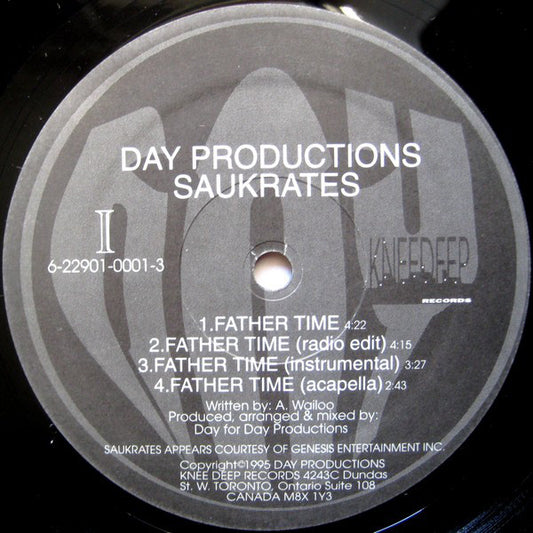 DAY
DAY PRODUCTIONS
SAUKRATES
I
6-22901-0001-3
KNEEDEEP
RECORDS
1.FATHER TIME 4:22
2.FATHER TIME (radio edit) 4:15
3.FATHER TIME (instrumental) 3:27
4.FATHER TIME (acapella) 2:43
Written by: A. Wailoo
Produced, arranged & mixed by:
Day for Day Productions
SAUKRATES APPEARS COURTESY OF GENESIS ENTERTAINMENT INC.
Copyright©1995 DAY PRODUCTIONS
KNEE DEEP RECORDS 4243C Dundas
St. W. TORONTO, Ontario Suite 108
CANADA M8X 1Y3